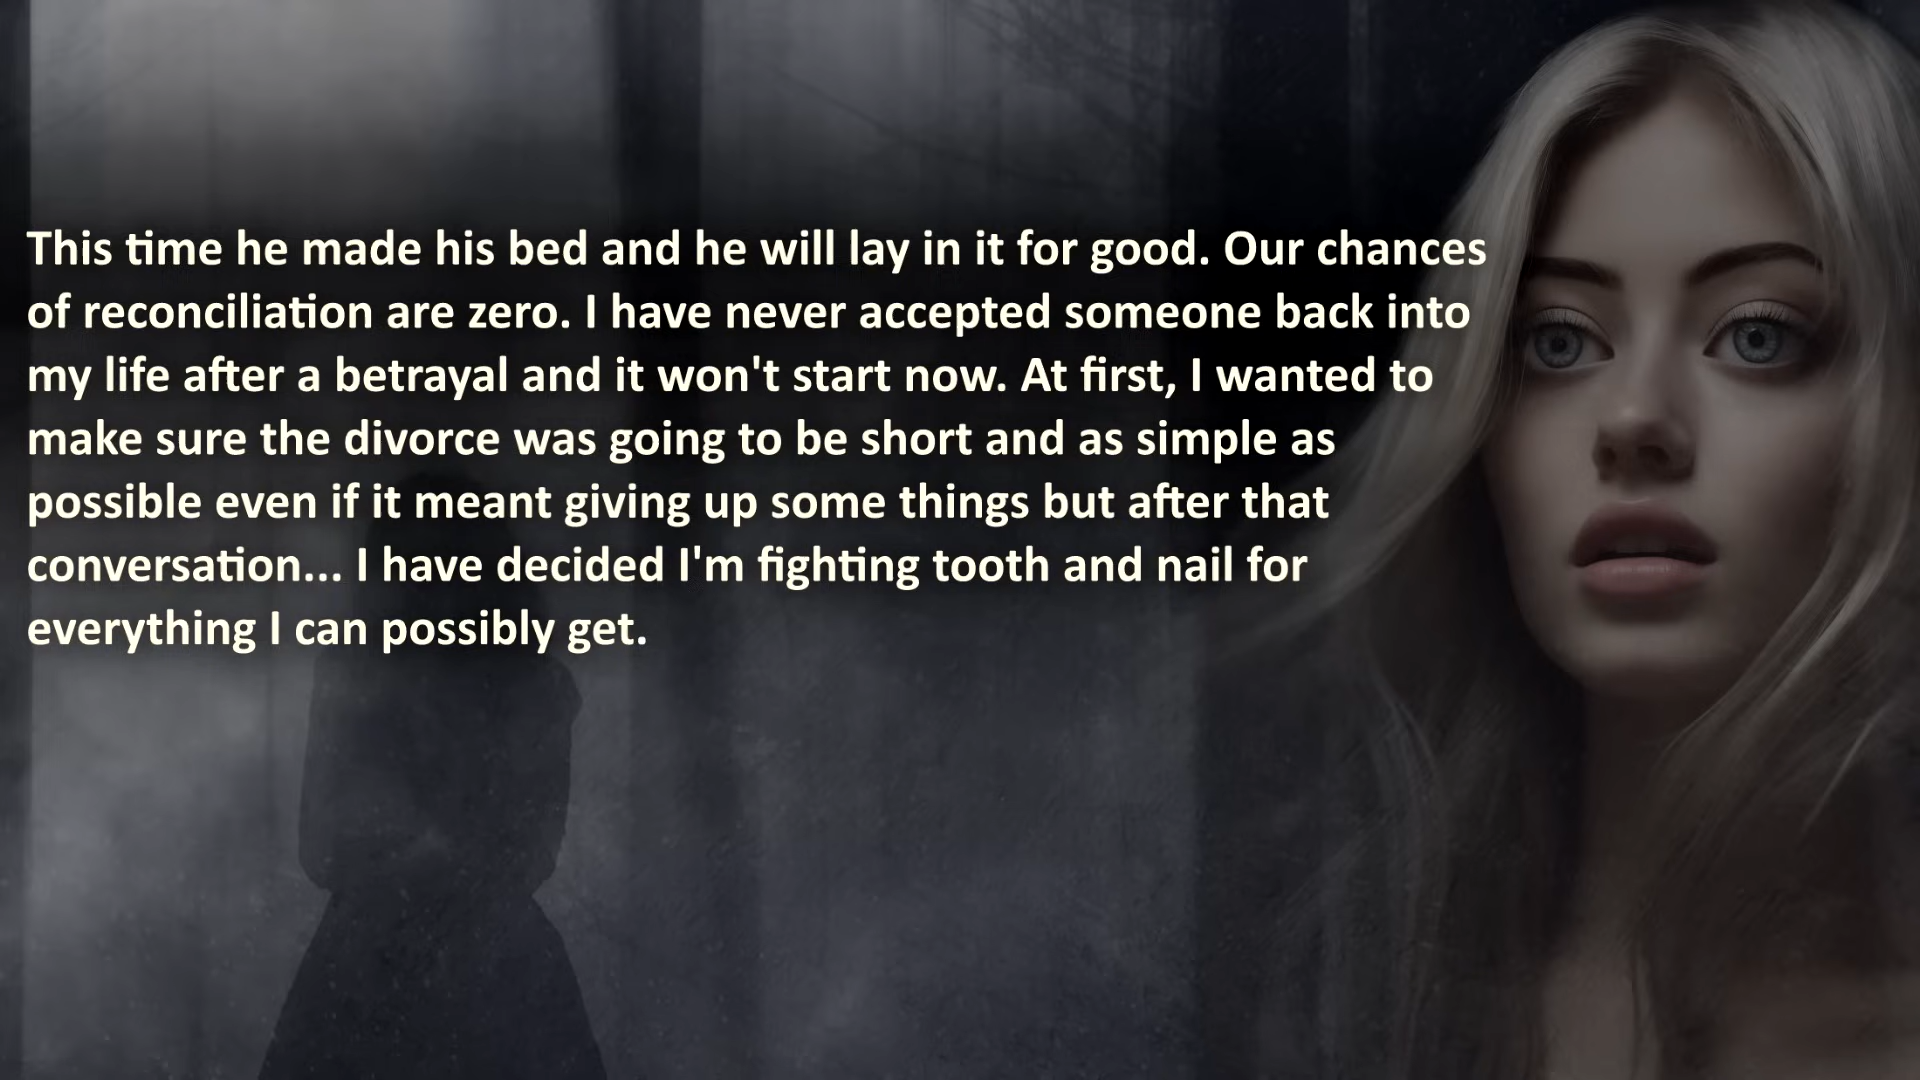 This time he made his bed and he will lay in it for good. Our chances
of reconciliation are zero. I have never accepted someone back into
my life after a betrayal and it won't start now. At first, I wanted to
make sure the divorce was going to be short and as simple as
possible even if it meant giving up some things but after that
conversation... I have decided I'm fighting tooth and nail for
everything I can possibly get.